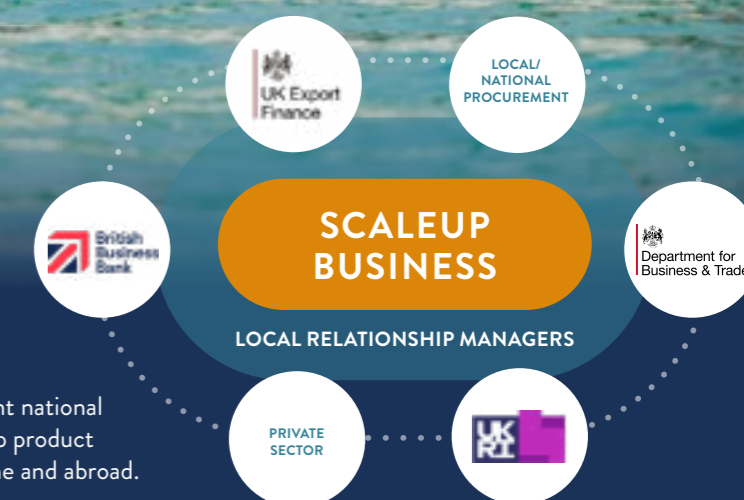 UK Export
Finance
LOCAL/
NATIONAL
PROCUREMENT
British
Business
Bank
SCALEUP
BUSINESS
Department for
Business & Trade
LOCAL RELATIONSHIP MANAGERS
PRIVATE
SECTOR
UK
RI
nt national
o product
ne and abroad.